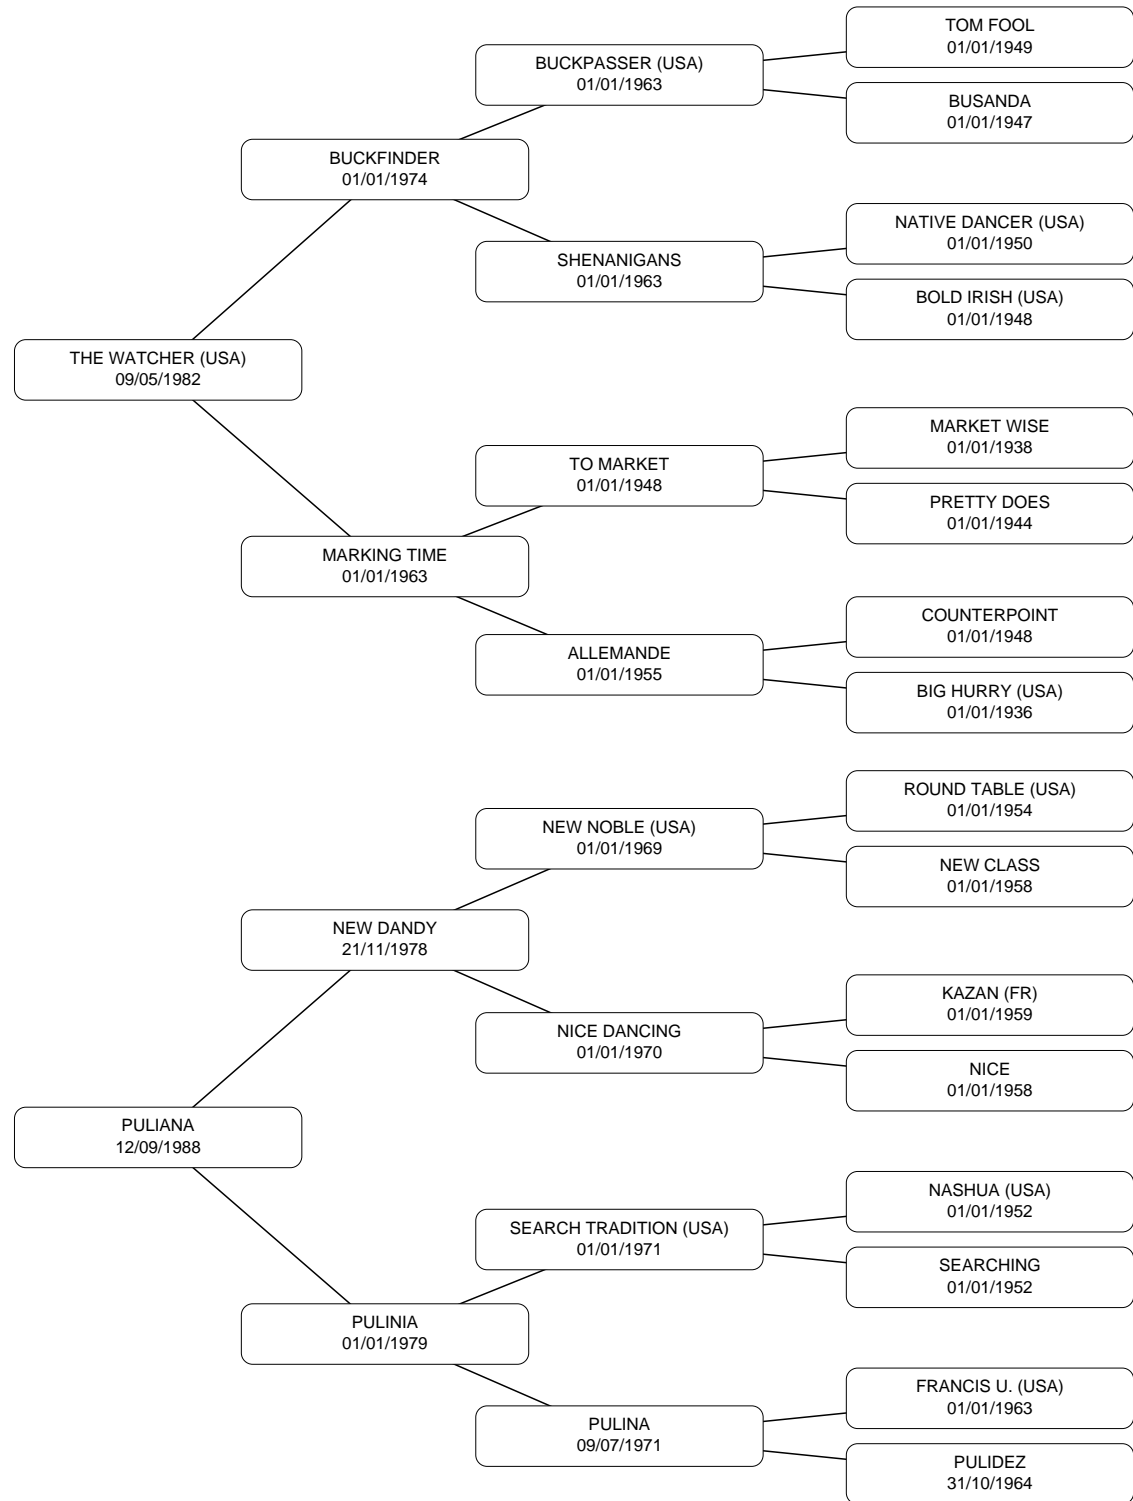 TOM FOOL
01/01/1949
BUCKPASSER (USA)
01/01/1963
BUSANDA
01/01/1947
BUCKFINDER
01/01/1974
NATIVE DANCER (USA)
01/01/1950
SHENANIGANS
01/01/1963
BOLD IRISH (USA)
01/01/1948
THE WATCHER (USA)
09/05/1982
MARKET WISE
01/01/1938
TO MARKET
01/01/1948
PRETTY DOES
01/01/1944
MARKING TIME
01/01/1963
COUNTERPOINT
01/01/1948
ALLEMANDE
01/01/1955
BIG HURRY (USA)
01/01/1936
ROUND TABLE (USA)
01/01/1954
NEW NOBLE (USA)
01/01/1969
NEW CLASS
01/01/1958
NEW DANDY
21/11/1978
KAZAN (FR)
01/01/1959
NICE DANCING
01/01/1970
NICE
01/01/1958
PULIANA
12/09/1988
NASHUA (USA)
01/01/1952
SEARCH TRADITION (USA)
01/01/1971
SEARCHING
01/01/1952
PULINIA
01/01/1979
FRANCIS U. (USA)
01/01/1963
PULINA
09/07/1971
PULIDEZ
31/10/1964